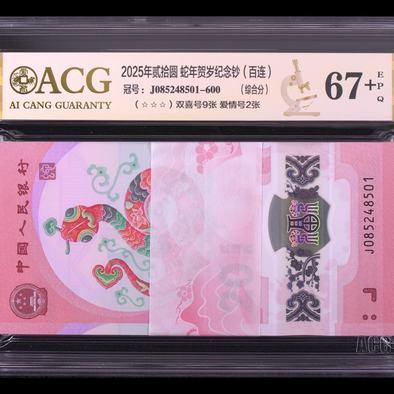 ACG
AI CANG GUARANTY
2025年贰拾圆 蛇年贺岁纪念钞（百连）
冠号：J085248501-600 （综合分）
（☆☆☆）双喜号9张 爱情号2张
67+
EPQ
中国人民银行
J085248501
ACG